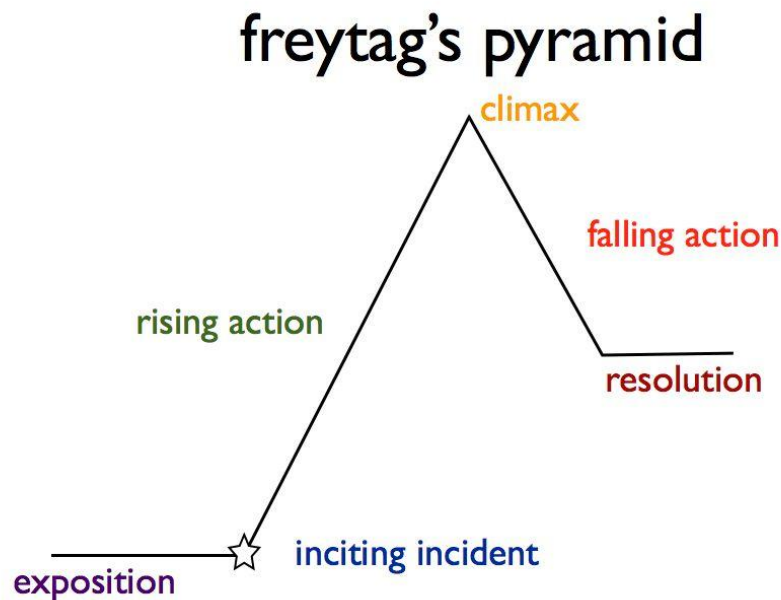 freytag's pyramid
climax
falling action
rising action
resolution
inciting incident
exposition